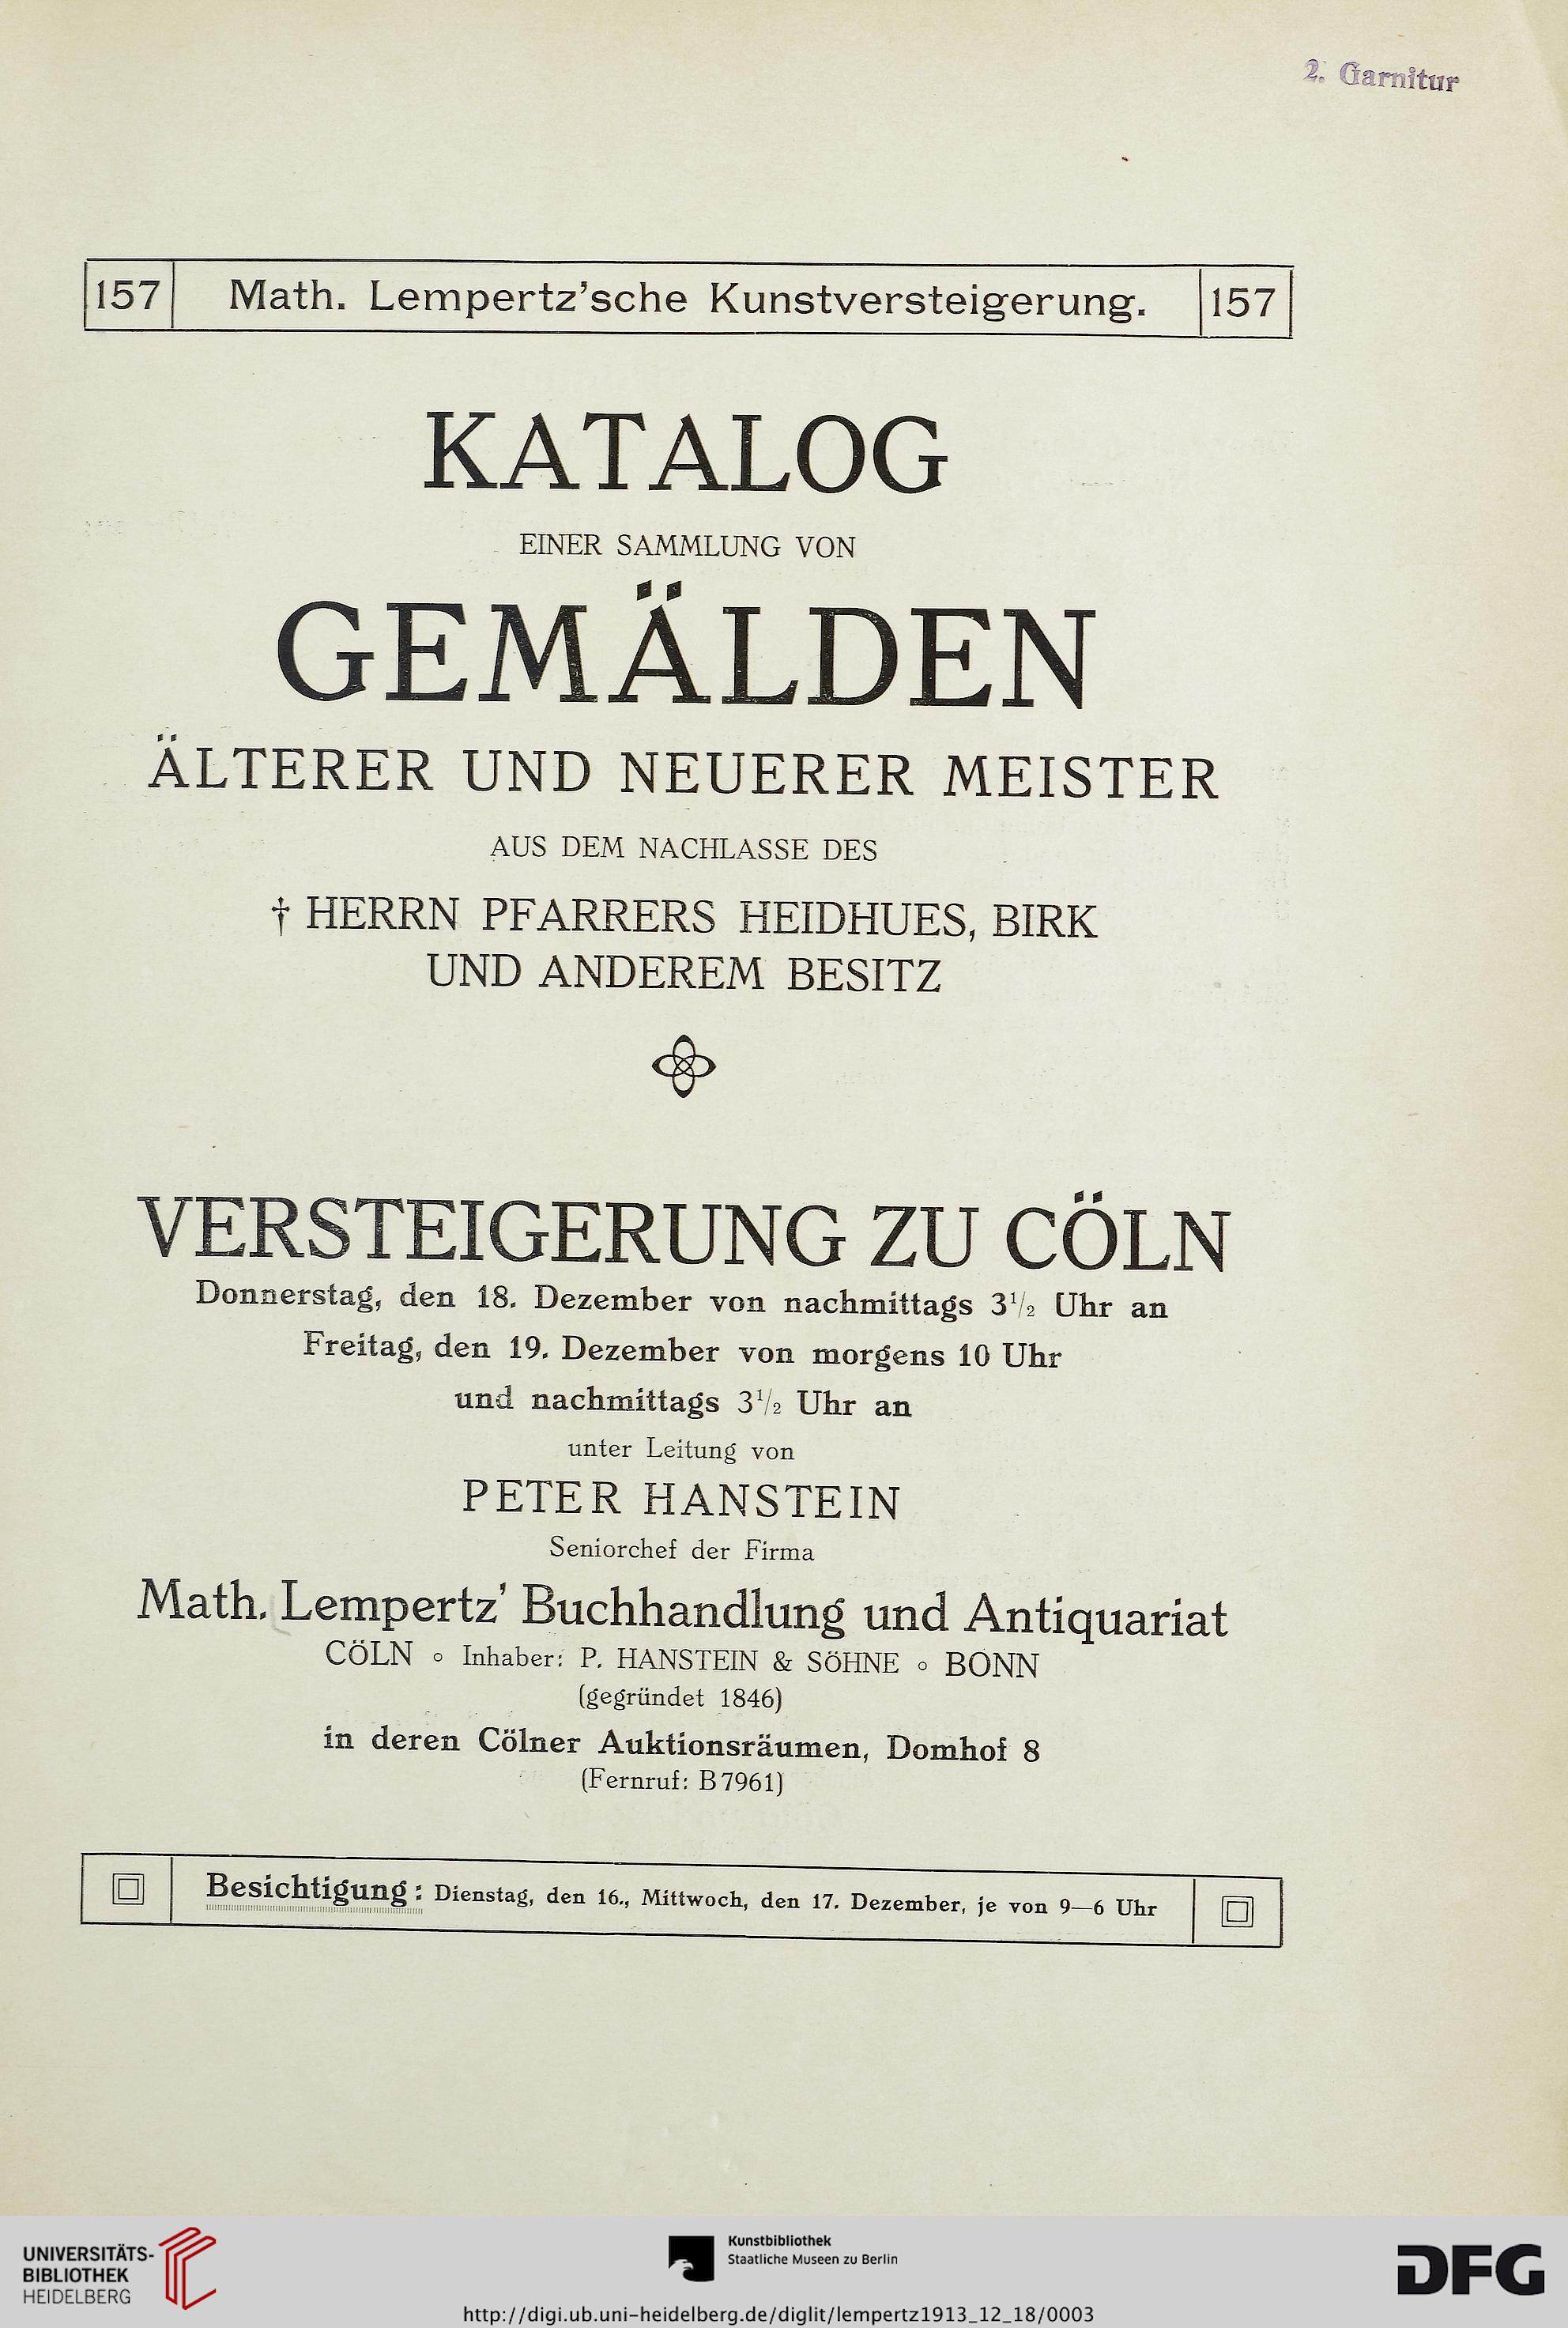 2. Garnitur
157 Math. Lempertz'sche Kunstversteigerung. 157
KATALOG
EINER SAMMLUNG VON
GEMÄLDEN
ÄLTERER UND NEUERER MEISTER
AUS DEM NACHLASSE DES
† HERRN PFARRERS HEIDHUES, BIRK
UND ANDEREM BESITZ
VERSTEIGERUNG ZU CÖLN
Donnerstag, den 18. Dezember von nachmittags 3½ Uhr an
Freitag, den 19. Dezember von morgens 10 Uhr
und nachmittags 3½ Uhr an
unter Leitung von
PETER HANSTEIN
Seniorchef der Firma
Math. Lempertz' Buchhandlung und Antiquariat
CÖLN ∘ Inhaber: P. HANSTEIN & SÖHNE ∘ BONN
(gegründet 1846)
in deren Cölner Auktionsräumen, Domhof 8
(Fernruf: B 7961)
Besichtigung: Dienstag, den 16., Mittwoch, den 17. Dezember, je von 9—6 Uhr
UNIVERSITÄTS-
BIBLIOTHEK
HEIDELBERG
Kunstbibliothek
Staatliche Museen zu Berlin
DFG
http://digi.ub.uni-heidelberg.de/diglit/lempertz1913_12_18/0003